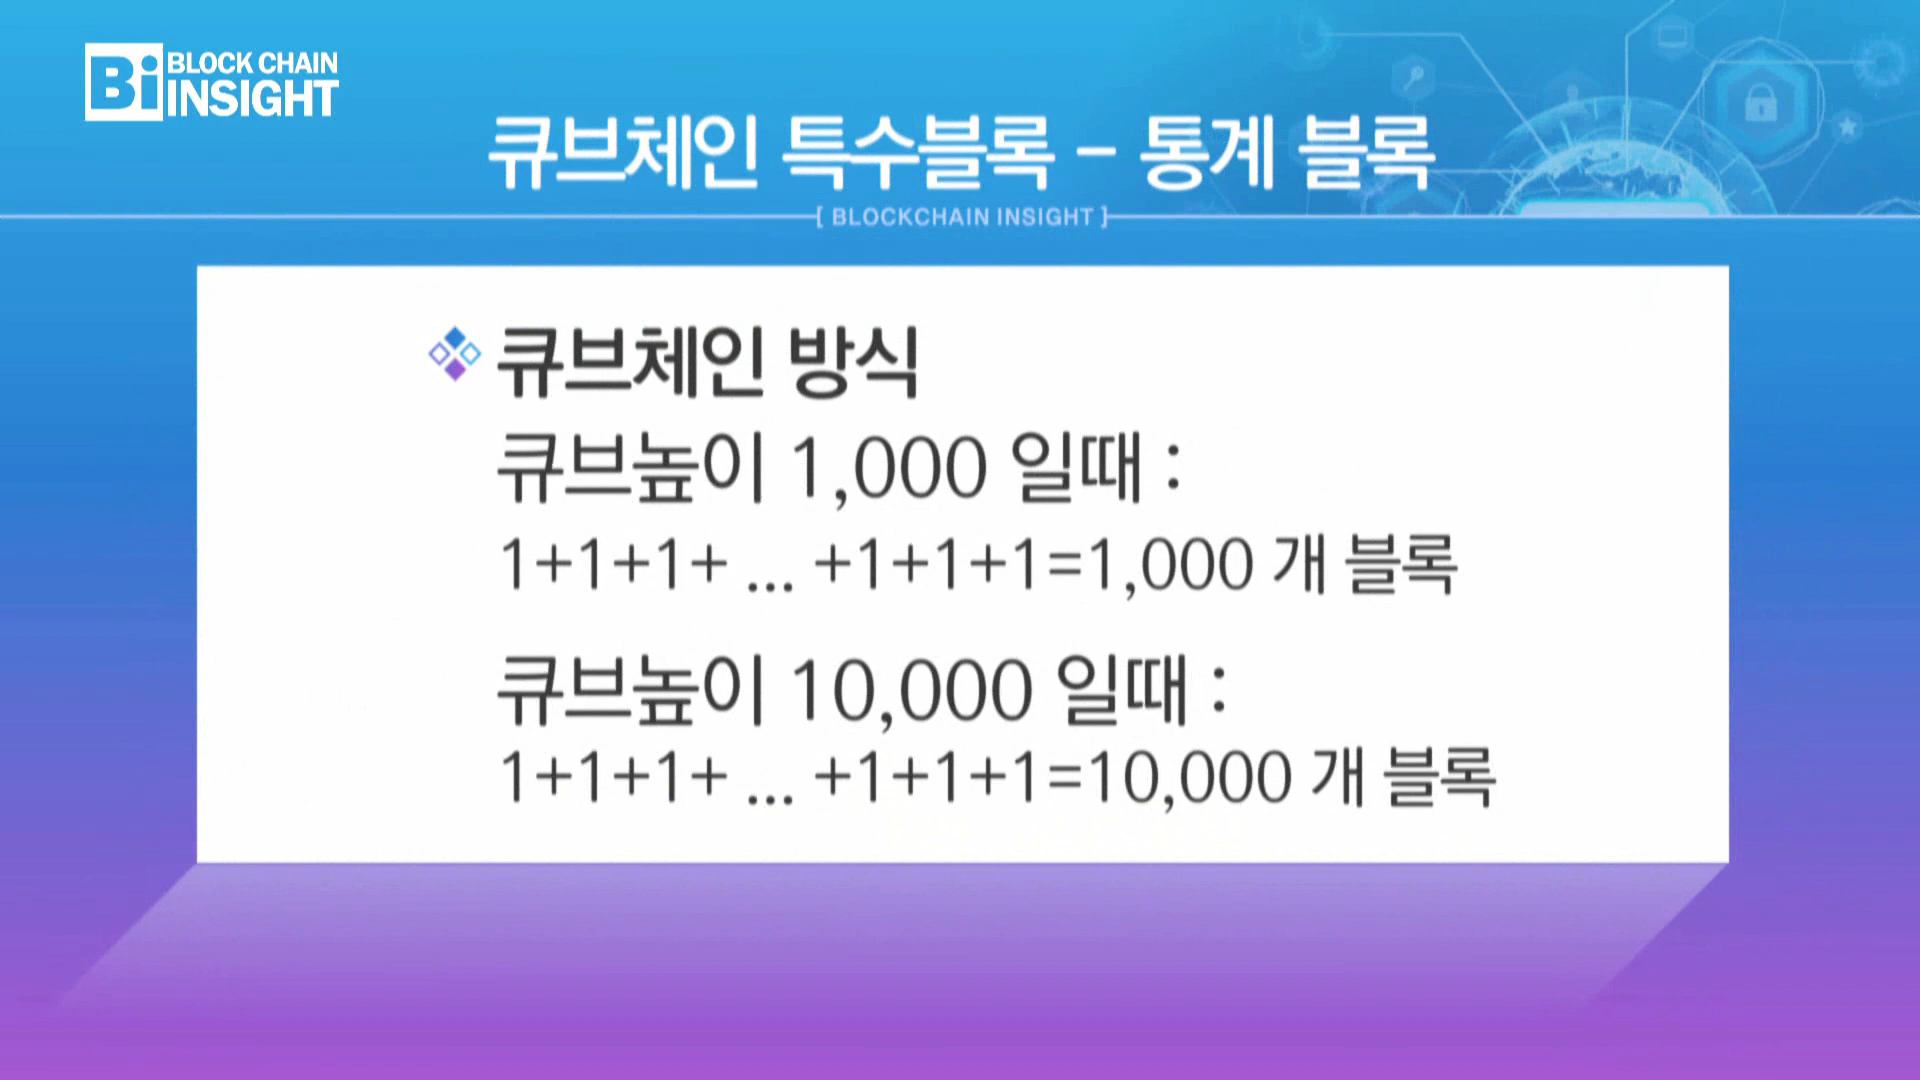 Bi BLOCK CHAIN
INSIGHT
큐브체인 특수블록 - 통계 블록
[ BLOCKCHAIN INSIGHT ]
큐브체인 방식
큐브높이 1,000 일때 :
1+1+1+ ... +1+1+1=1,000 개 블록
큐브높이 10,000 일때 :
1+1+1+ ... +1+1+1=10,000 개 블록